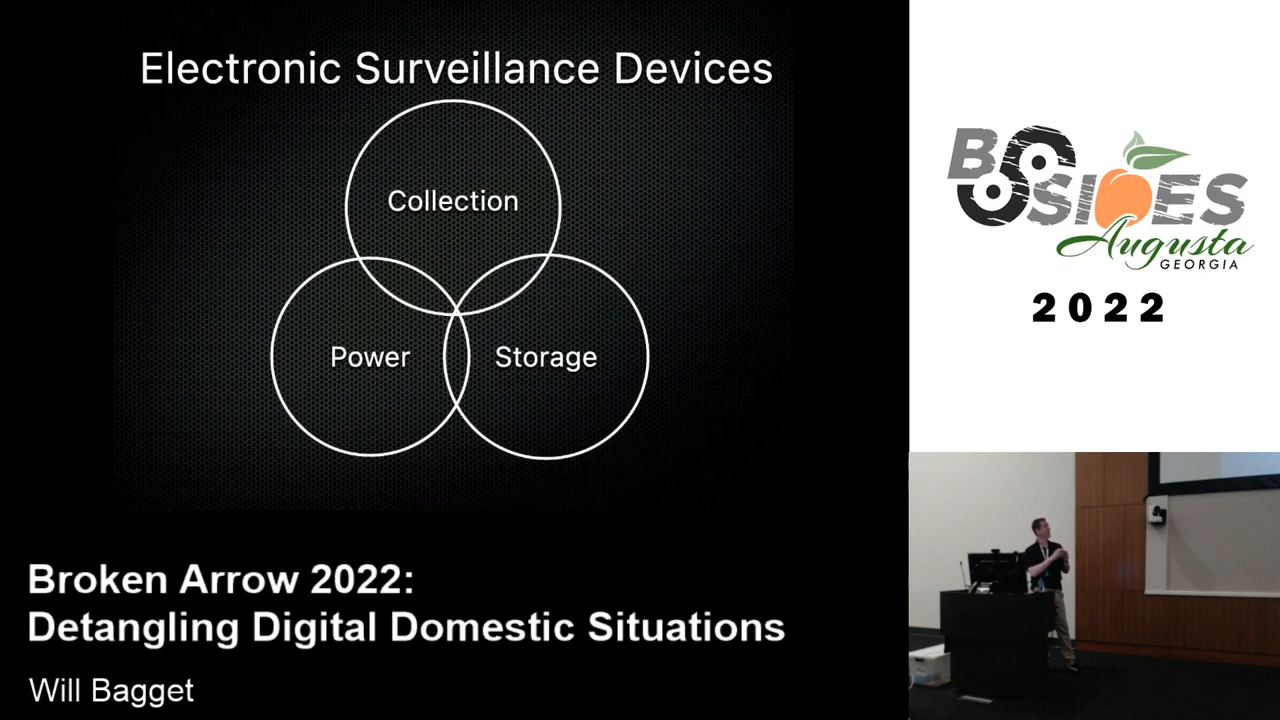 Electronic Surveillance Devices
Collection
Power
Storage
BSIDES
Augusta
GEORGIA
2022
Broken Arrow 2022:
Detangling Digital Domestic Situations
Will Bagget